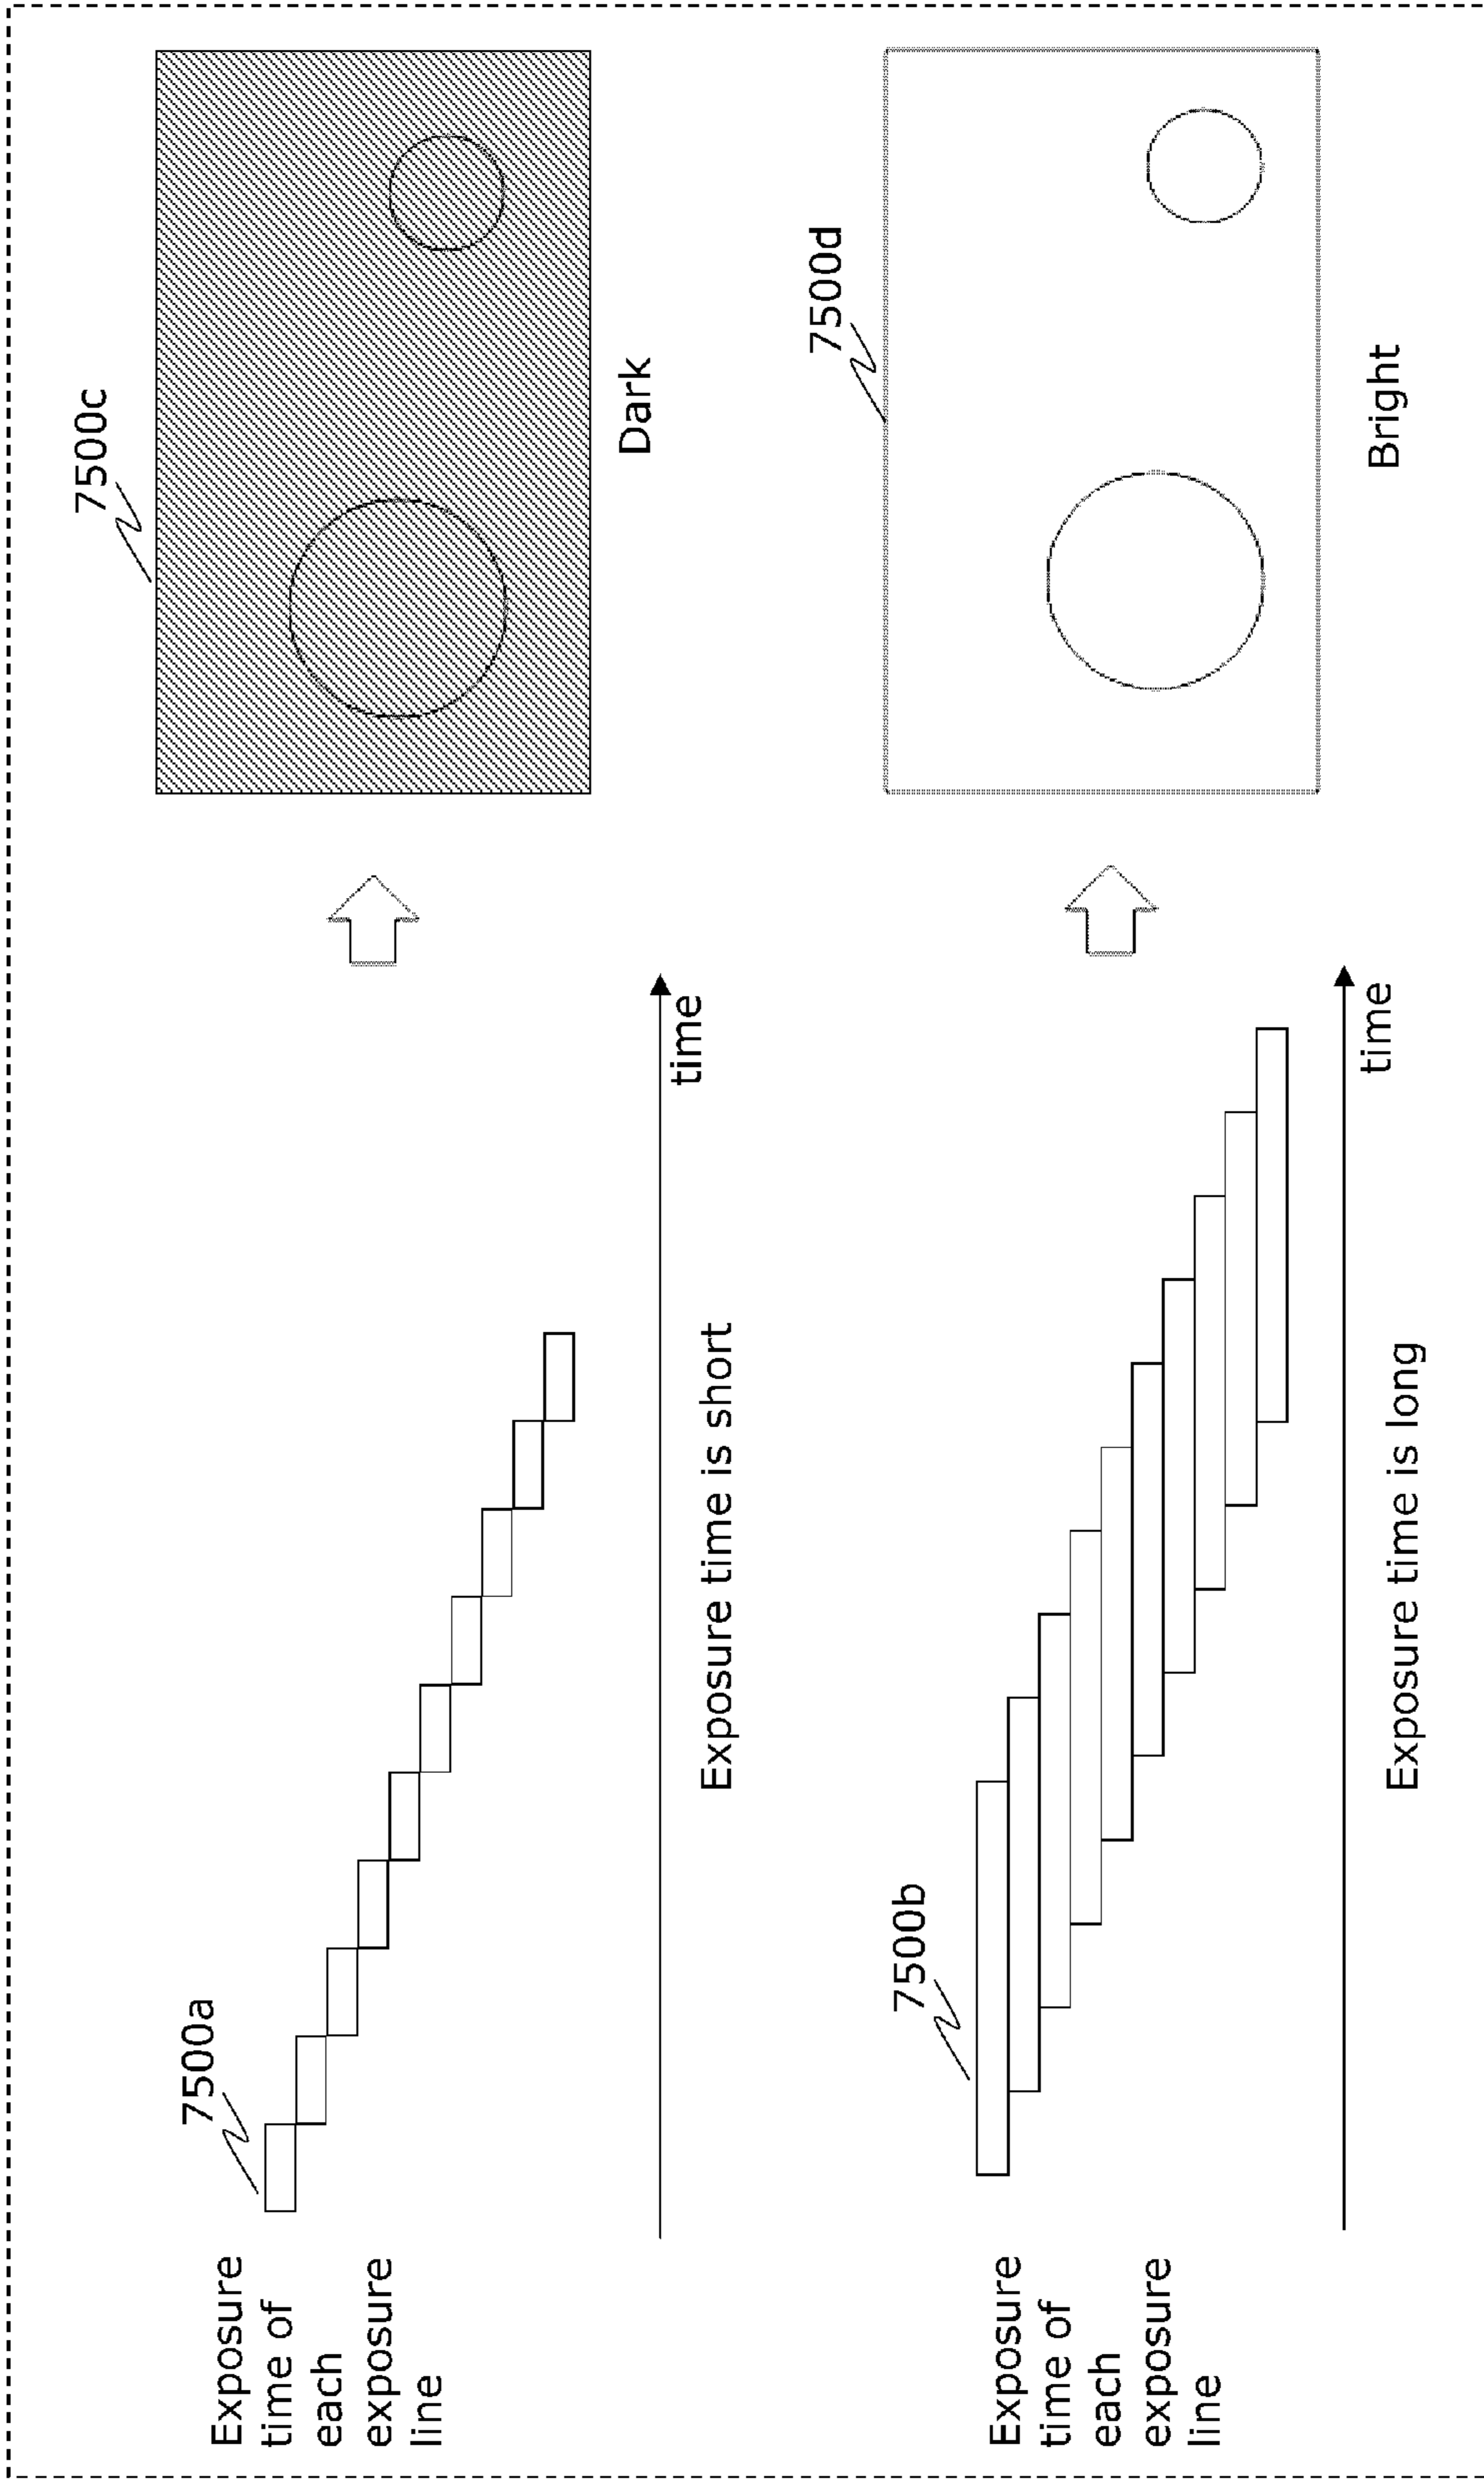 7500a
Exposure
time of
each
exposure
line
time
Exposure time is short
7500c
Dark
7500b
Exposure
time of
each
exposure
line
time
Exposure time is long
7500d
Bright